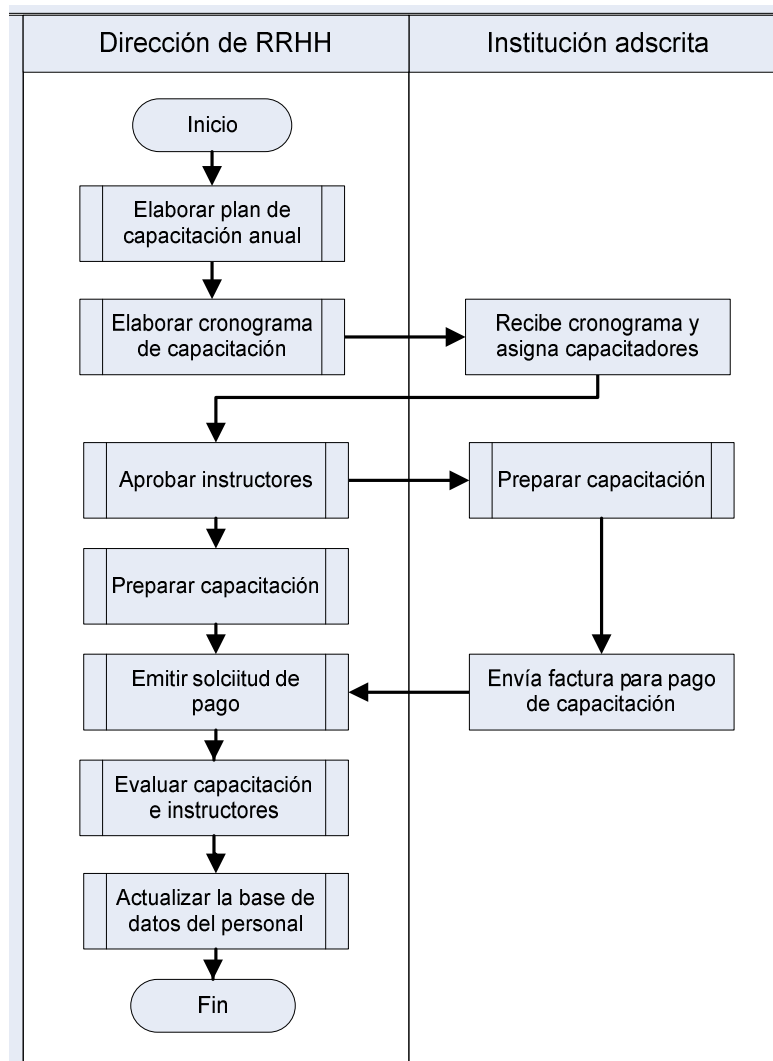 Dirección de RRHH
Institución adscrita
Inicio
Elaborar plan de
capacitación anual
Elaborar cronograma
de capacitación
Recibe cronograma y
asigna capacitadores
Aprobar instructores
Preparar capacitación
Preparar capacitación
Emitir solciitud de
pago
Envía factura para pago
de capacitación
Evaluar capacitación
e instructores
Actualizar la base de
datos del personal
Fin